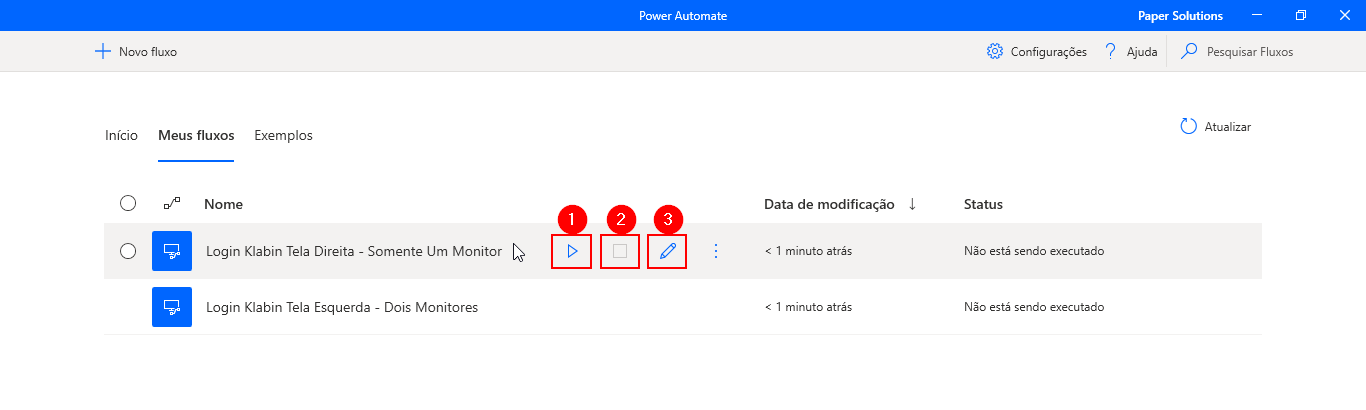 Power Automate
Paper Solutions
Novo fluxo
Configurações
Ajuda
Pesquisar Fluxos
Início
Meus fluxos
Exemplos
Atualizar
1
2
3
Nome
Data de modificação
Status
Login Klabin Tela Direita - Somente Um Monitor
< 1 minuto atrás
Não está sendo executado
Login Klabin Tela Esquerda - Dois Monitores
< 1 minuto atrás
Não está sendo executado